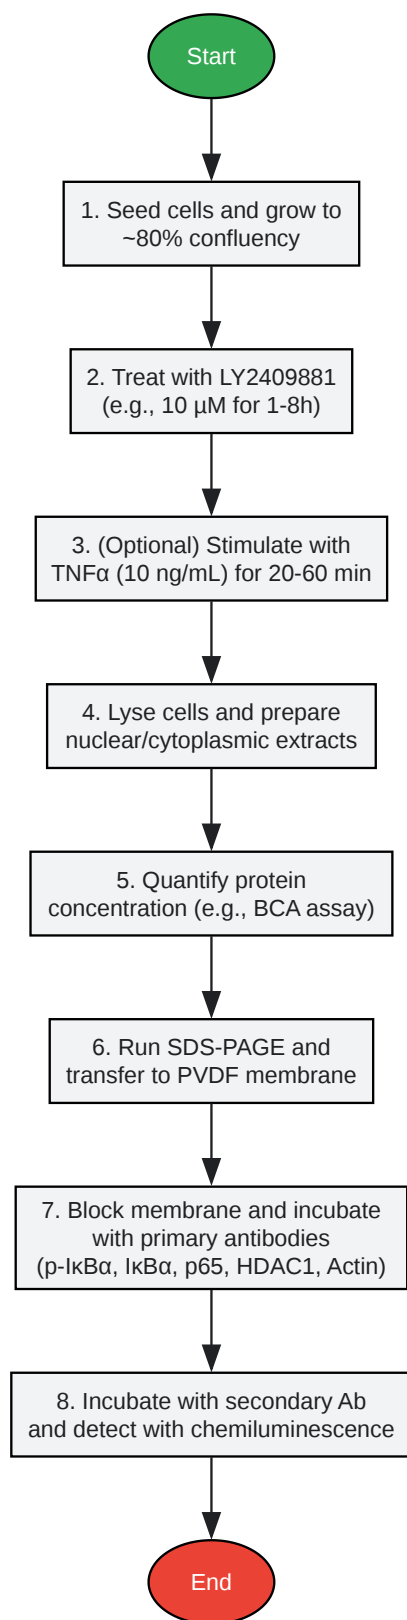 Start
1. Seed cells and grow to
~80% confluency
2. Treat with LY2409881
(e.g., 10 µM for 1-8h)
3. (Optional) Stimulate with
TNFα (10 ng/mL) for 20-60 min
4. Lyse cells and prepare
nuclear/cytoplasmic extracts
5. Quantify protein
concentration (e.g., BCA assay)
6. Run SDS-PAGE and
transfer to PVDF membrane
7. Block membrane and incubate
with primary antibodies
(p-IκBα, IκBα, p65, HDAC1, Actin)
8. Incubate with secondary Ab
and detect with chemiluminescence
End